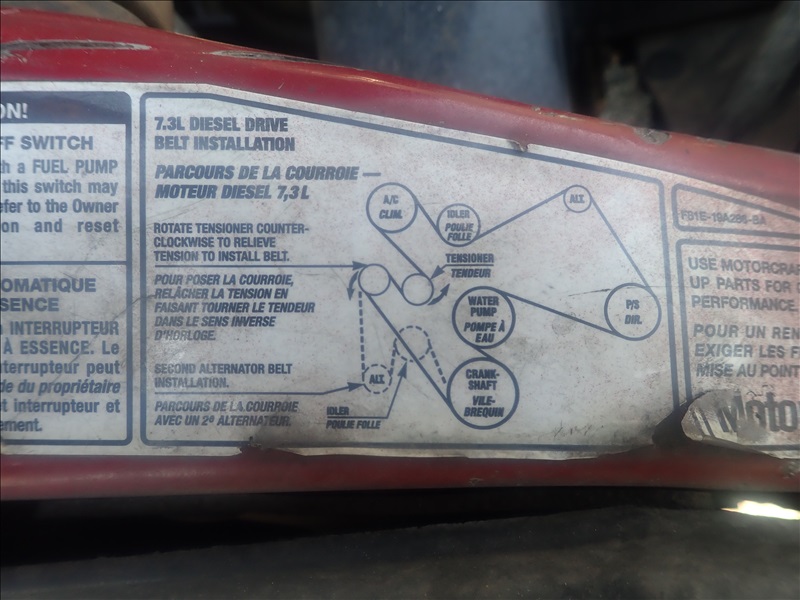 ON!
FF SWITCH
h a FUEL PUMP
this switch may
efer to the Owner
on and reset
OMATIQUE
SSENCE
INTERRUPTEUR
À ESSENCE. Le
nterrupteur peut
de du propriétaire
t interrupteur et
ement.
7.3L DIESEL DRIVE
BELT INSTALLATION
PARCOURS DE LA COURROIE —
MOTEUR DIESEL 7,3 L
ROTATE TENSIONER COUNTER-
CLOCKWISE TO RELIEVE
TENSION TO INSTALL BELT.
POUR POSER LA COURROIE,
RELÂCHER LA TENSION EN
FAISANT TOURNER LE TENDEUR
DANS LE SENS INVERSE
D'HORLOGE.
SECOND ALTERNATOR BELT
INSTALLATION.
PARCOURS DE LA COURROIE
AVEC UN 2e ALTERNATEUR.
A/C
CLIM.
IDLER
POULIE
FOLLE
ALT.
TENSIONER
TENDEUR
WATER
PUMP
POMPE À
EAU
P/S
DIR.
CRANK-
SHAFT
VILE-
BREQUIN
ALT.
IDLER
POULIE FOLLE
USE MOTORCRA
UP PARTS FOR
PERFORMANCE.
POUR UN REN
EXIGER LES
MISE AU POINT
Moto